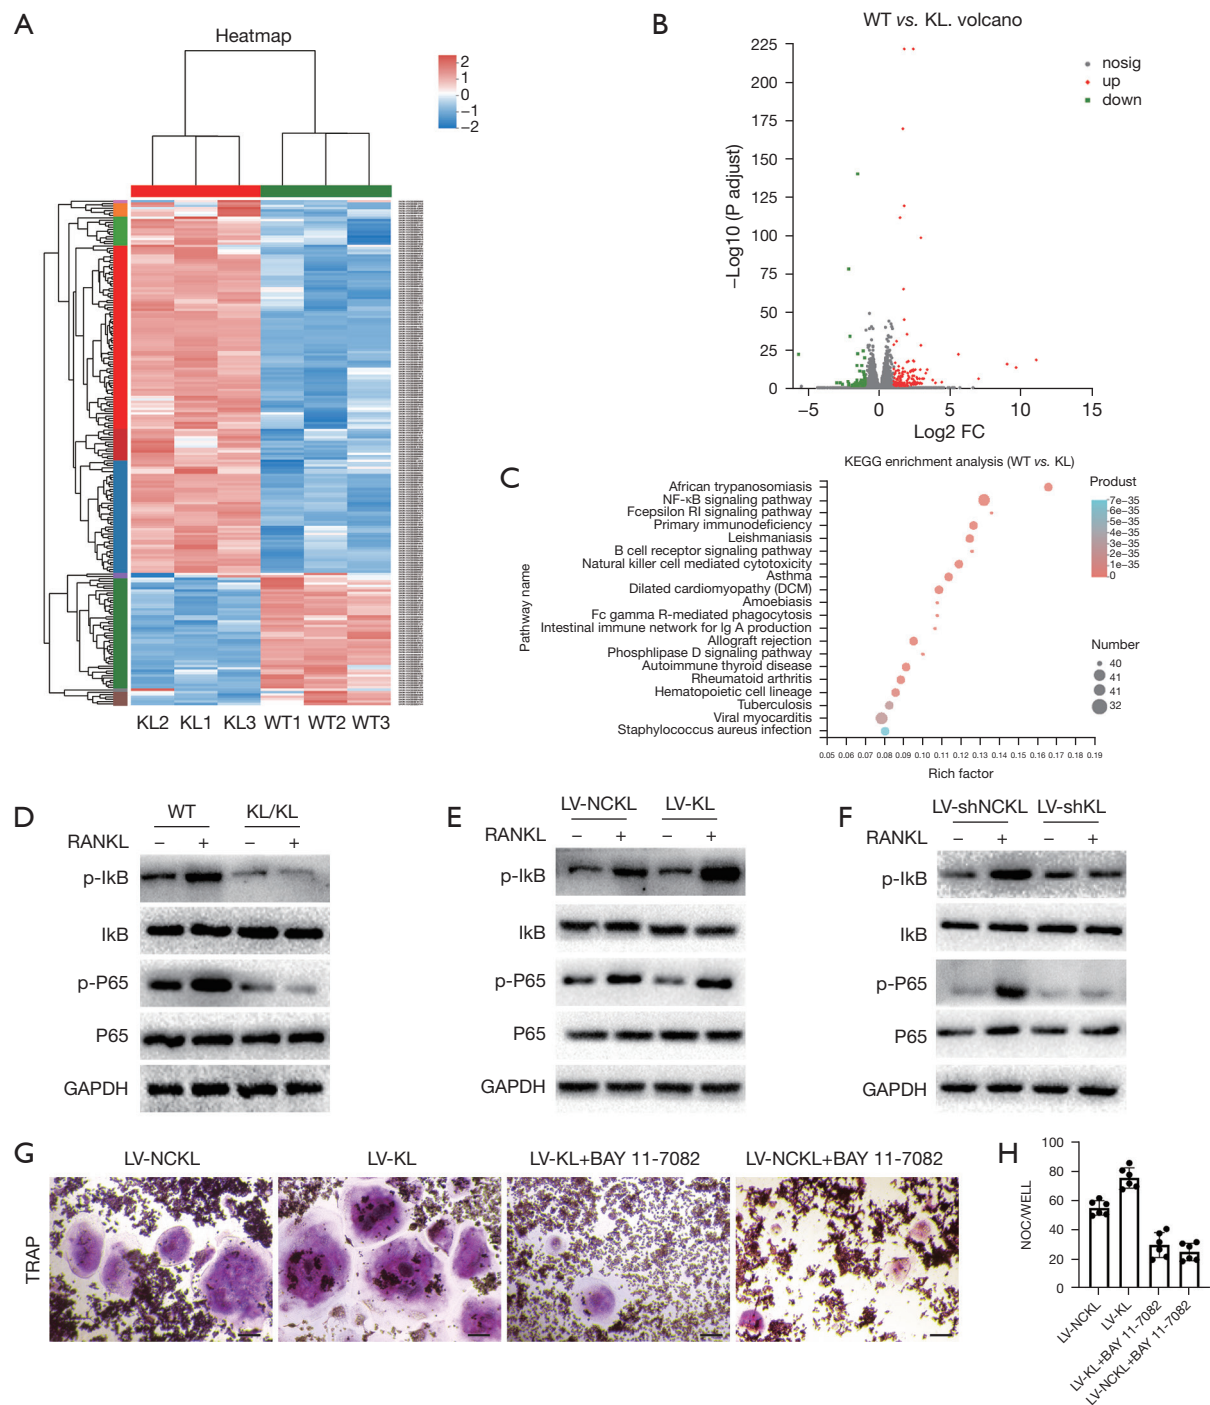 A
Heatmap
2
1
0
−1
−2
KL2 KL1 KL3 WT1 WT2 WT3
B
WT vs. KL. volcano
225
200
175
150
125
100
75
50
25
0
−Log10 (P adjust)
−5 0 5 10 15
Log2 FC
nosig
up
down
C
KEGG enrichment analysis (WT vs. KL)
Pathway name
African trypanosomiasis
NF-κB signaling pathway
Fcepsilon RI signaling pathway
Primary immunodeficiency
Leishmaniasis
B cell receptor signaling pathway
Natural killer cell mediated cytotoxicity
Asthma
Dilated cardiomyopathy (DCM)
Amoebiasis
Fc gamma R-mediated phagocytosis
Intestinal immune network for Ig A production
Allograft rejection
Phosphlipase D signaling pathway
Autoimmune thyroid disease
Rheumatoid arthritis
Hematopoietic cell lineage
Tuberculosis
Viral myocarditis
Staphylococcus aureus infection
0.05 0.06 0.07 0.08 0.09 0.10 0.11 0.12 0.13 0.14 0.15 0.16 0.17 0.18 0.19
Rich factor
Produst
7e−35
6e−35
5e−35
4e−35
3e−35
2e−35
1e−35
0
Number
40
41
41
32
D
WT KL/KL
RANKL − + − +
p-IkB
IkB
p-P65
P65
GAPDH
E
LV-NCKL LV-KL
RANKL − + − +
p-IkB
IkB
p-P65
P65
GAPDH
F
LV-shNCKL LV-shKL
RANKL − + − +
p-IkB
IkB
p-P65
P65
GAPDH
G
LV-NCKL LV-KL LV-KL+BAY 11-7082 LV-NCKL+BAY 11-7082
TRAP
H
100
80
60
40
20
0
NOC/WELL
LV-NCKL
LV-KL
LV-KL+BAY 11-7082
LV-NCKL+BAY 11-7082